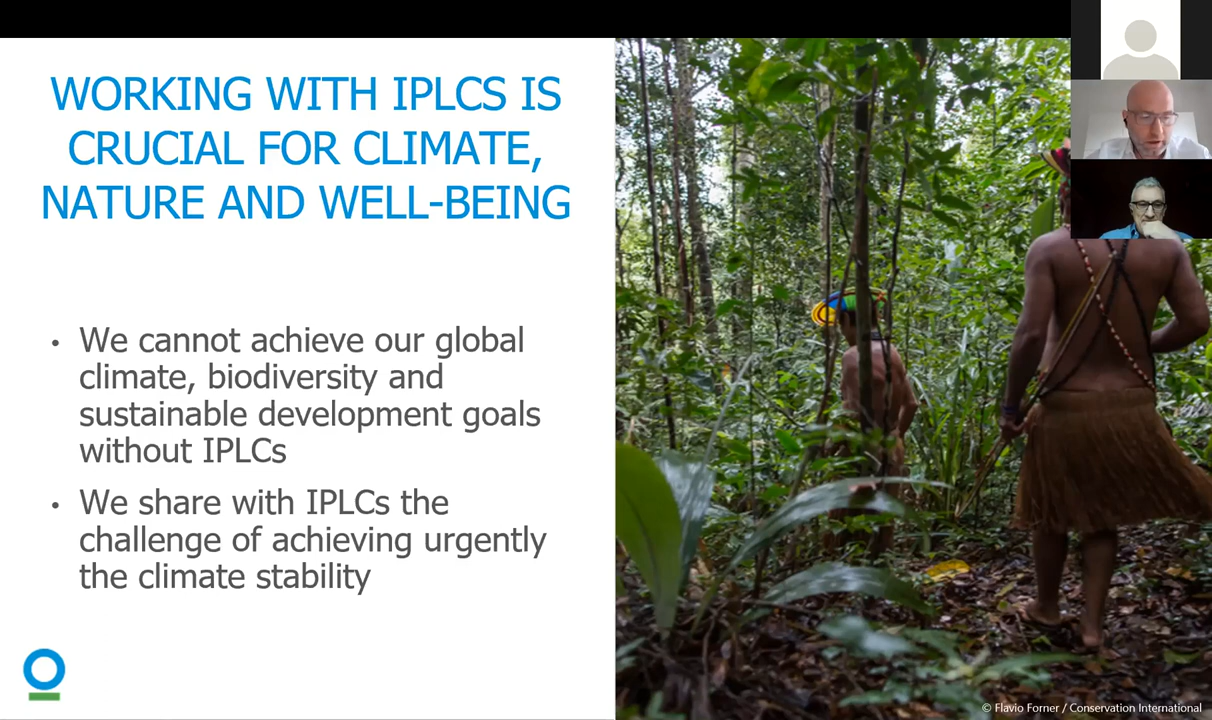 WORKING WITH IPLCS IS
CRUCIAL FOR CLIMATE,
NATURE AND WELL-BEING
• We cannot achieve our global
climate, biodiversity and
sustainable development goals
without IPLCs
• We share with IPLCs the
challenge of achieving urgently
the climate stability
© Flavio Forner / Conservation International